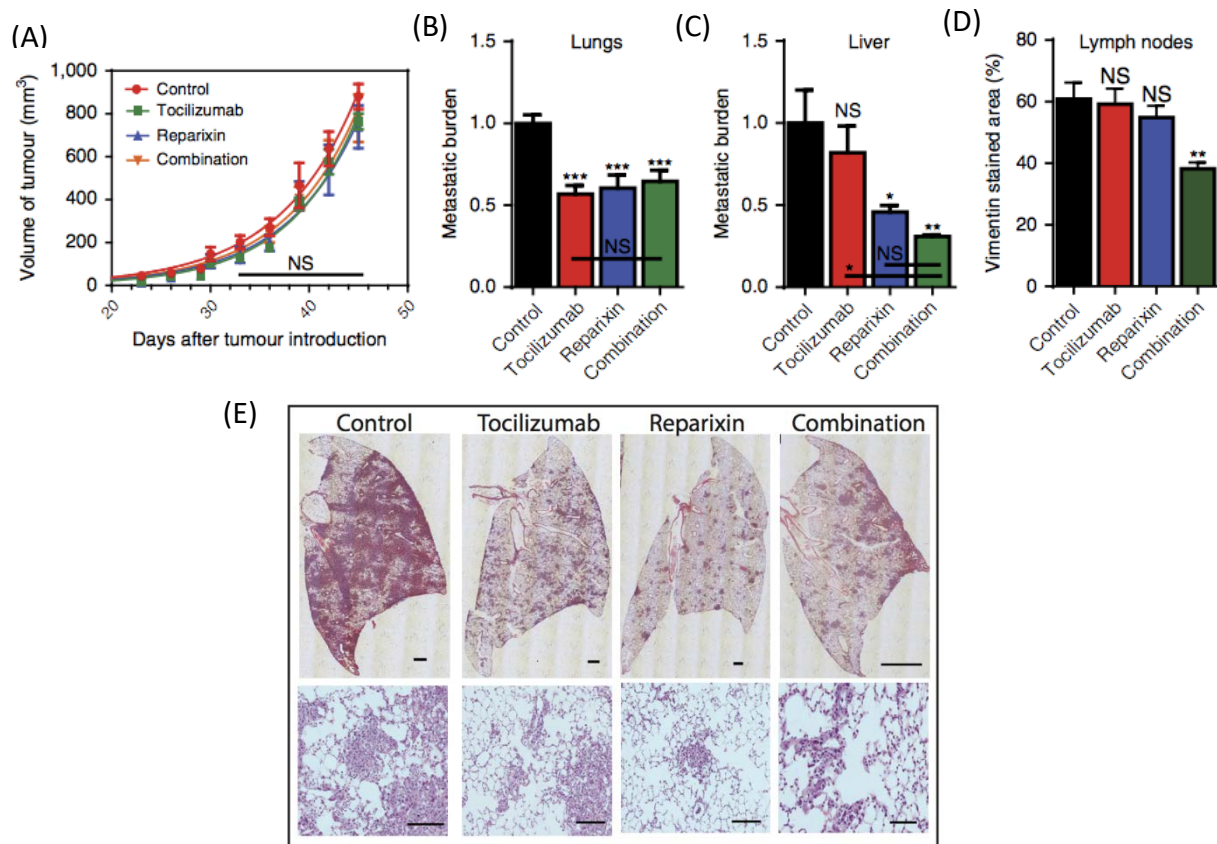 (A)
Volume of tumour (mm³)
1,000
800
600
400
200
0
Control
Tocilizumab
Reparixin
Combination
NS
20
30
40
50
Days after tumour introduction
(B)
Lungs
Metastatic burden
1.5
1.0
0.5
0.0
***
***
***
NS
Control
Tocilizumab
Reparixin
Combination
(C)
Liver
Metastatic burden
1.5
1.0
0.5
0.0
NS
*
**
NS
*
Control
Tocilizumab
Reparixin
Combination
(D)
Lymph nodes
Vimentin stained area (%)
80
60
40
20
0
NS
NS
**
Control
Tocilizumab
Reparixin
Combination
(E)
Control
Tocilizumab
Reparixin
Combination